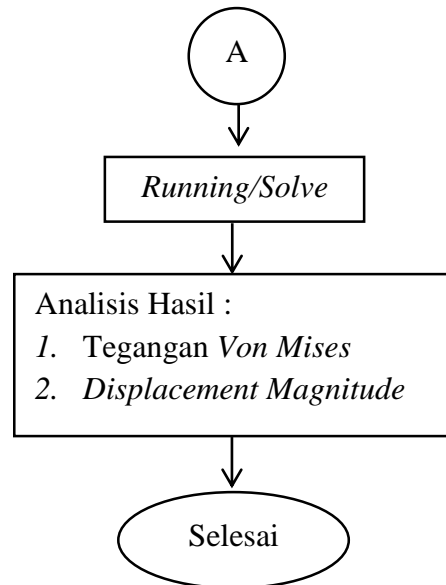 A
Running/Solve
Analisis Hasil :
1. Tegangan Von Mises
2. Displacement Magnitude
Selesai